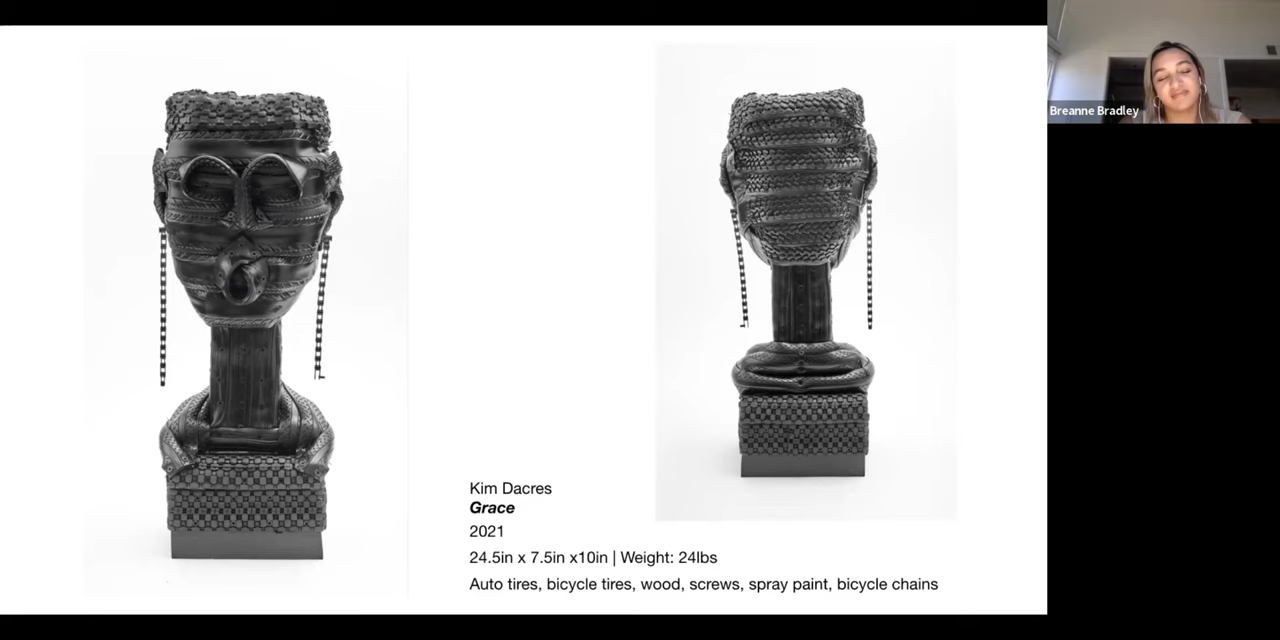 Breanne Bradley
Kim Dacres
Grace
2021
24.5in x 7.5in x10in | Weight: 24lbs
Auto tires, bicycle tires, wood, screws, spray paint, bicycle chains